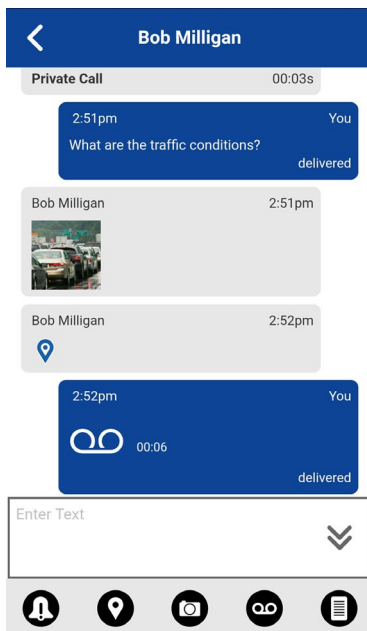 Bob Milligan
Private Call 00:03s
2:51pm You
What are the traffic conditions?
delivered
Bob Milligan 2:51pm
Bob Milligan 2:52pm
2:52pm You
00:06
delivered
Enter Text